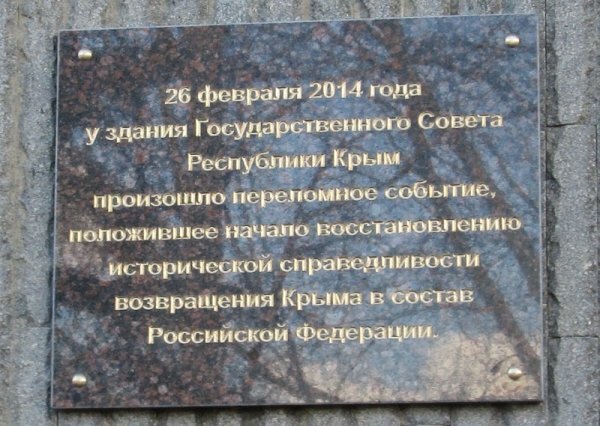 26 февраля 2014 года
у здания Государственного Совета
Республики Крым
произошло переломное событие,
положившее начало восстановлению
исторической справедливости
возвращения Крыма в состав
Российской Федерации.